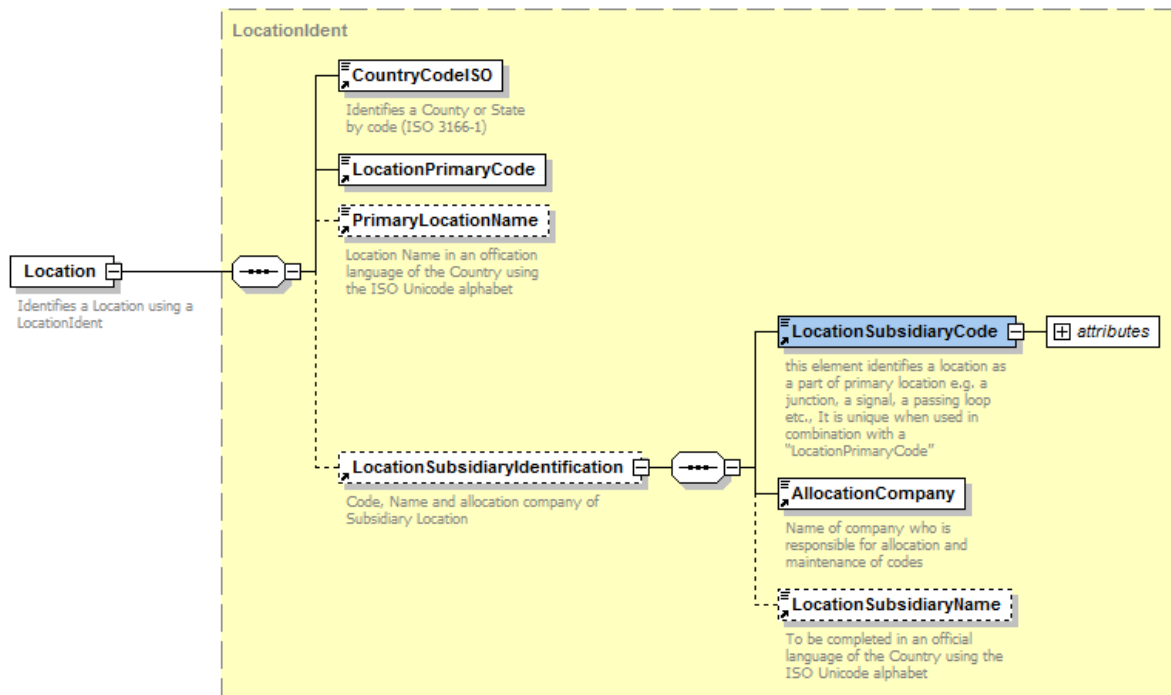 LocationIdent
CountryCodeISO
Identifies a County or State
by code (ISO 3166-1)
LocationPrimaryCode
PrimaryLocationName
Location Name in an offication
language of the Country using
the ISO Unicode alphabet
Location
Identifies a Location using a
LocationIdent
LocationSubsidiaryCode
attributes
this element identifies a location as
a part of primary location e.g. a
junction, a signal, a passing loop
etc., It is unique when used in
combination with a
“LocationPrimaryCode”
LocationSubsidiaryIdentification
Code, Name and allocation company of
Subsidiary Location
AllocationCompany
Name of company who is
responsible for allocation and
maintenance of codes
LocationSubsidiaryName
To be completed in an official
language of the Country using the
ISO Unicode alphabet